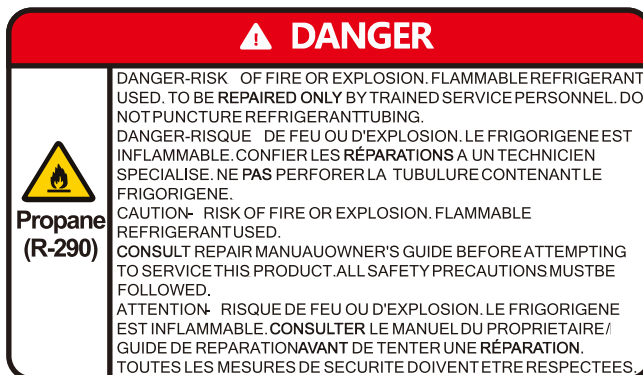 DANGER
DANGER-RISK OF FIRE OR EXPLOSION. FLAMMABLE REFRIGERANT
USED. TO BE REPAIRED ONLY BY TRAINED SERVICE PERSONNEL. DO
NOT PUNCTURE REFRIGERANTTUBING.
DANGER-RISQUE DE FEU OU D'EXPLOSION. LE FRIGORIGENE EST
INFLAMMABLE. CONFIER LES RÉPARATIONS A UN TECHNICIEN
SPECIALISE. NE PAS PERFORER LA TUBULURE CONTENANT LE
FRIGORIGENE.
CAUTION- RISK OF FIRE OR EXPLOSION. FLAMMABLE
REFRIGERANT USED.
CONSULT REPAIR MANUAUOWNER'S GUIDE BEFORE ATTEMPTING
TO SERVICE THIS PRODUCT. ALL SAFETY PRECAUTIONS MUSTBE
FOLLOWED.
ATTENTION- RISQUE DE FEU OU D'EXPLOSION. LE FRIGORIGENE
EST INFLAMMABLE. CONSULTER LE MANUEL DU PROPRIETAIRE/
GUIDE DE REPARATION AVANT DE TENTER UNE RÉPARATION.
TOUTES LES MESURES DE SECURITE DOIVENT ETRE RESPECTEES.
Propane
(R-290)